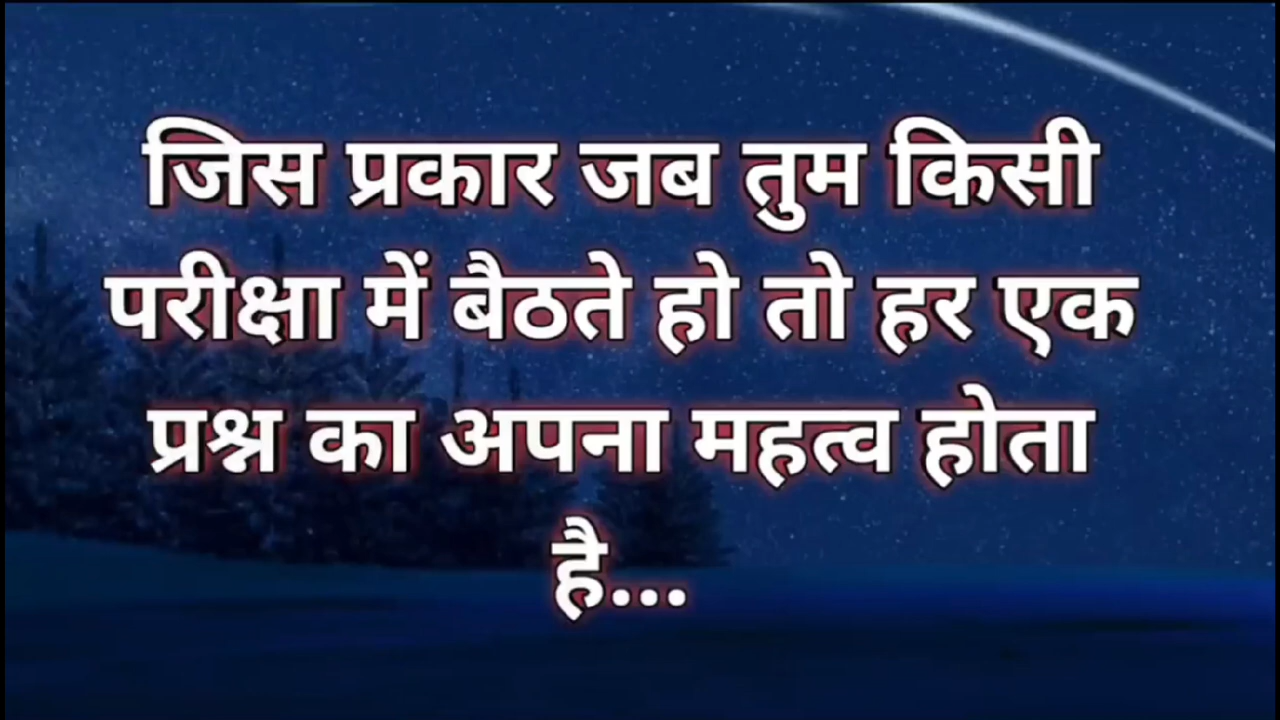 जिस प्रकार जब तुम किसी
परीक्षा में बैठते हो तो हर एक
प्रश्न का अपना महत्व होता
है...